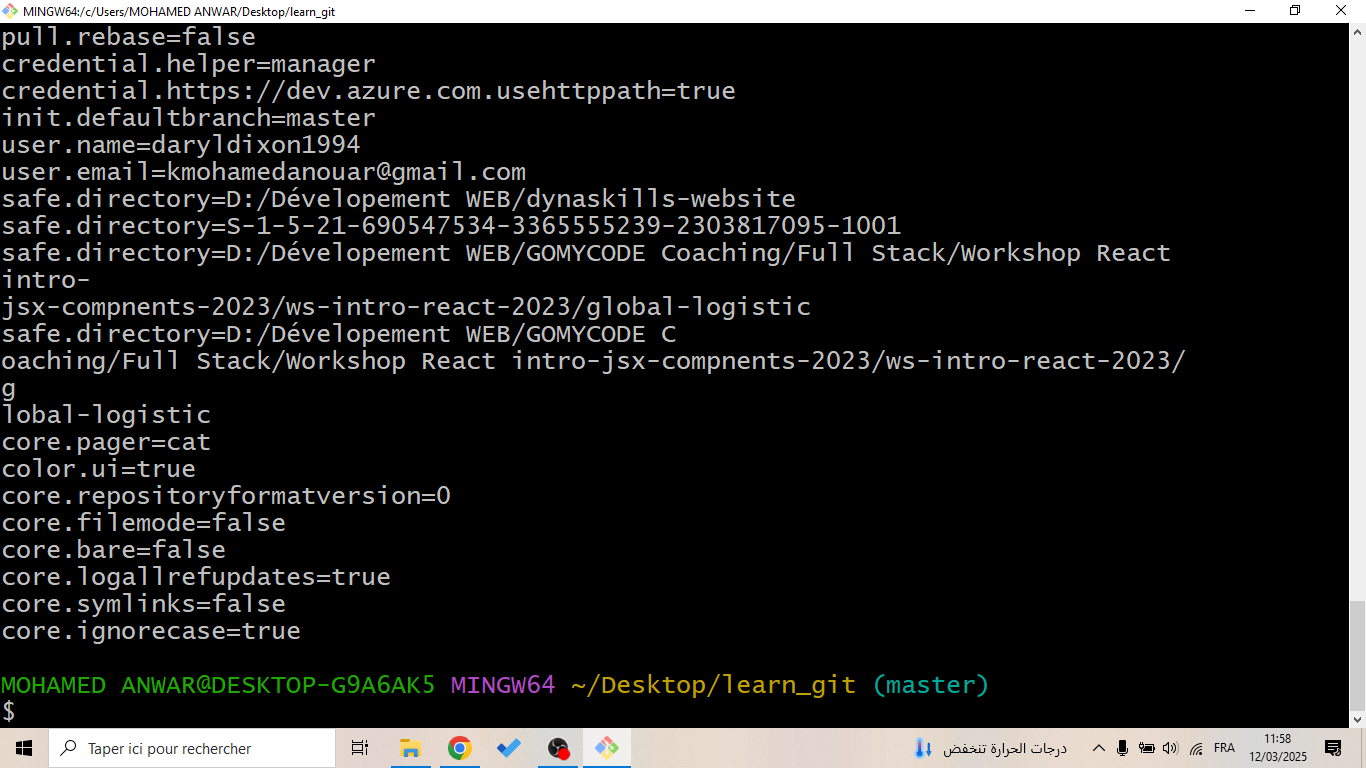 MINGW64:/c/Users/MOHAMED ANWAR/Desktop/learn_git
pull.rebase=false
credential.helper=manager
credential.https://dev.azure.com.usehttppath=true
init.defaultbranch=master
user.name=daryldixon1994
user.email=kmohamedanouar@gmail.com
safe.directory=D:/Dévelopement WEB/dynaskills-website
safe.directory=S-1-5-21-690547534-3365555239-2303817095-1001
safe.directory=D:/Dévelopement WEB/GOMYCODE Coaching/Full Stack/Workshop React
intro-
jsx-compnents-2023/ws-intro-react-2023/global-logistic
safe.directory=D:/Dévelopement WEB/GOMYCODE C
oaching/Full Stack/Workshop React intro-jsx-compnents-2023/ws-intro-react-2023/
g
lobal-logistic
core.pager=cat
color.ui=true
core.repositoryformatversion=0
core.filemode=false
core.bare=false
core.logallrefupdates=true
core.symlinks=false
core.ignorecase=true
MOHAMED ANWAR@DESKTOP-G9A6AK5 MINGW64 ~/Desktop/learn_git (master)
$
Taper ici pour rechercher
درجات الحرارة تنخفض
FRA
11:58
12/03/2025